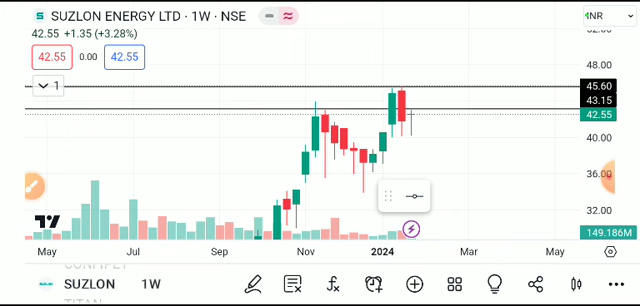 SUZLON ENERGY LTD · 1W · NSE
INR
42.55 +1.35 (+3.28%)
42.55 0.00 42.55
1
48.00
45.60
43.15
42.55
40.00
36.00
32.00
149.186M
May Jul Sep Nov 2024 Mar May
SUZLON 1W
TITAN